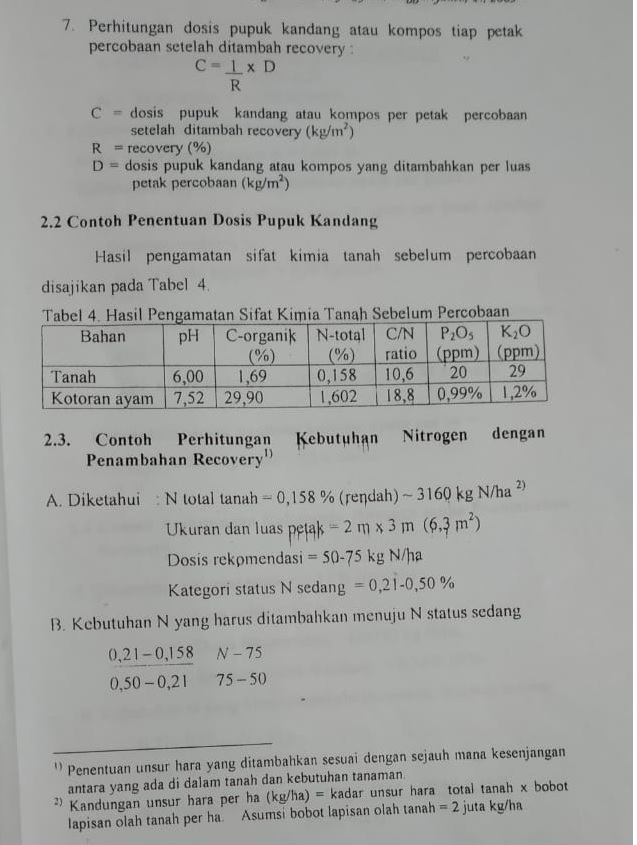 7. Perhitungan dosis pupuk kandang atau kompos tiap petak
percobaan setelah ditambah recovery :
C = 1/R x D
C = dosis pupuk kandang atau kompos per petak percobaan
setelah ditambah recovery (kg/m²)
R = recovery (%)
D = dosis pupuk kandang atau kompos yang ditambahkan per luas
petak percobaan (kg/m²)
2.2 Contoh Penentuan Dosis Pupuk Kandang
Hasil pengamatan sifat kimia tanah sebelum percobaan
disajikan pada Tabel 4.
Tabel 4. Hasil Pengamatan Sifat Kimia Tanah Sebelum Percobaan
Bahan pH C-organik N-total C/N P₂O₅ K₂O
(%) (%) ratio (ppm) (ppm)
Tanah 6,00 1,69 0,158 10,6 20 29
Kotoran ayam 7,52 29,90 1,602 18,8 0,99% 1,2%
2.3. Contoh Perhitungan Kebutuhan Nitrogen dengan
Penambahan Recovery¹⁾
A. Diketahui : N total tanah = 0,158 % (rendah) ~ 3160 kg N/ha ²⁾
Ukuran dan luas petak = 2 m x 3 m (6,3 m²)
Dosis rekomendasi = 50-75 kg N/ha
Kategori status N sedang = 0,21-0,50 %
B. Kebutuhan N yang harus ditambahkan menuju N status sedang
0,21 – 0,158 N – 75
0,50 – 0,21 75 – 50
¹⁾ Penentuan unsur hara yang ditambahkan sesuai dengan sejauh mana kesenjangan
antara yang ada di dalam tanah dan kebutuhan tanaman.
²⁾ Kandungan unsur hara per ha (kg/ha) = kadar unsur hara total tanah x bobot
lapisan olah tanah per ha. Asumsi bobot lapisan olah tanah = 2 juta kg/ha